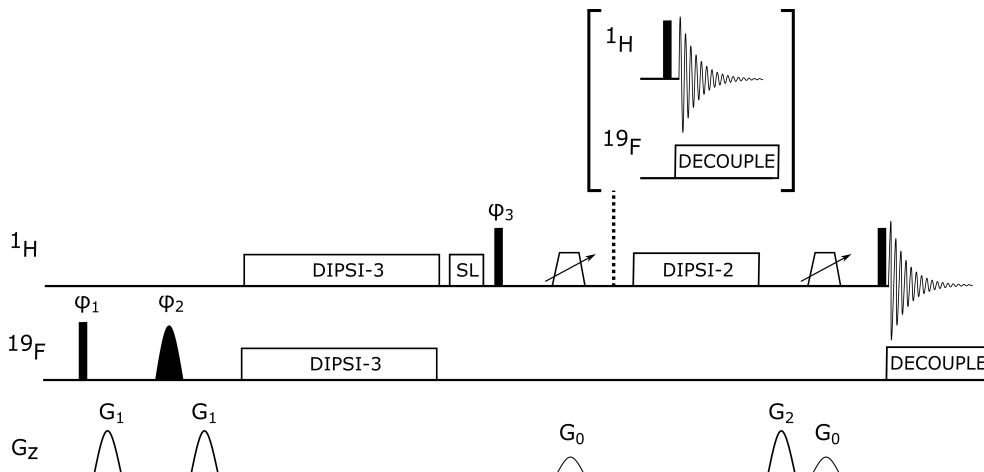 ¹H
¹⁹F
DECOUPLE
φ₃
¹H
DIPSI-3
SL
DIPSI-2
φ₁
φ₂
¹⁹F
DIPSI-3
DECOUPLE
G₁
G₁
G₀
G₂
G₀
Gz